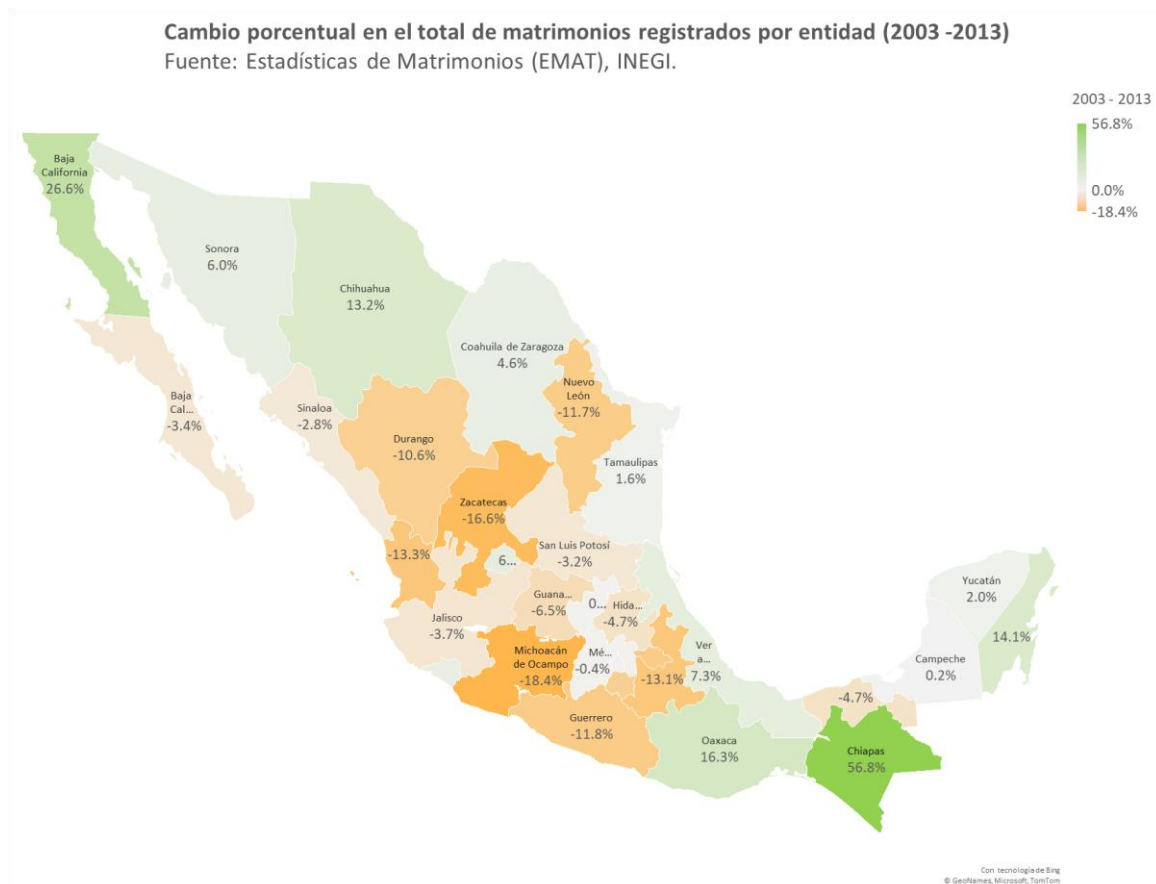 Cambio porcentual en el total de matrimonios registrados por entidad (2003 -2013)
Fuente: Estadísticas de Matrimonios (EMAT), INEGI.
2003 - 2013
56.8%
0.0%
-18.4%
Baja
California
26.6%
Sonora
6.0%
Chihuahua
13.2%
Coahuila de Zaragoza
4.6%
Nuevo
León
-11.7%
Baja
Cal...
-3.4%
Sinaloa
-2.8%
Durango
-10.6%
Tamaulipas
1.6%
Zacatecas
-16.6%
San Luis Potosí
-3.2%
-13.3%
6...
Guana...
-6.5%
0...
Hida...
-4.7%
Jalisco
-3.7%
Michoacán
de Ocampo
-18.4%
Mé...
-0.4%
-13.1%
Ver
a...
7.3%
Guerrero
-11.8%
Oaxaca
16.3%
Yucatán
2.0%
14.1%
Campeche
0.2%
-4.7%
Chiapas
56.8%
Con tecnología de Bing
© GeoNames, Microsoft, TomTom